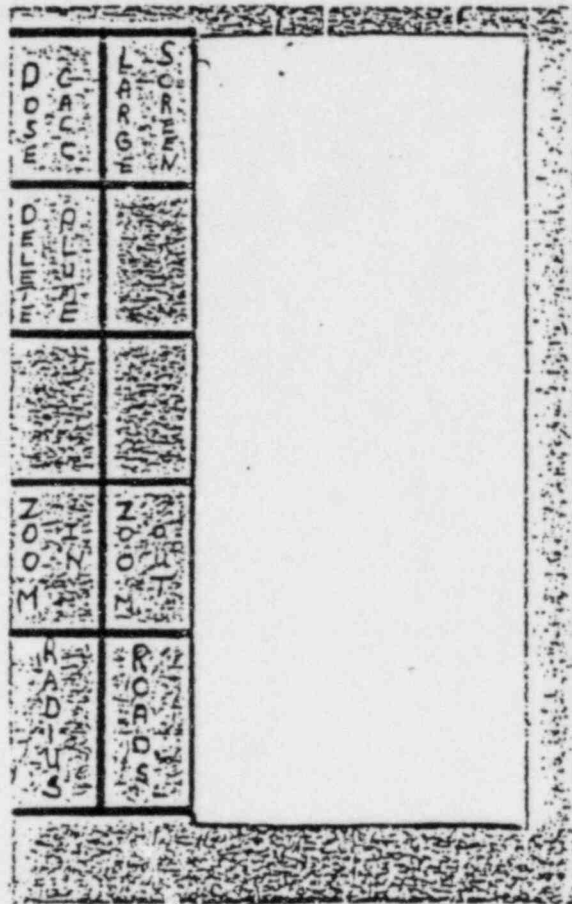 DOSE
CALC
LARGE
SCREEN
DELETE
PLUME
ZOOM
IN
ZOOM
OUT
RADIUS
ROADS